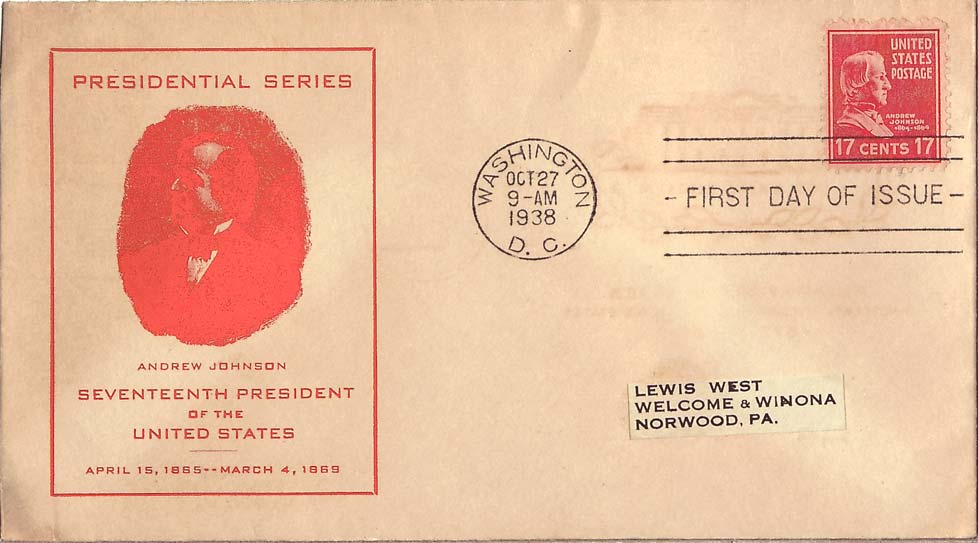 PRESIDENTIAL SERIES
ANDREW JOHNSON
SEVENTEENTH PRESIDENT
OF THE
UNITED STATES
APRIL 15, 1865--MARCH 4, 1869
WASHINGTON
OCT 27
9-AM
1938
D. C.
UNITED
STATES
POSTAGE
ANDREW
JOHNSON
1865-1869
17 CENTS 17
- FIRST DAY OF ISSUE -
LEWIS WEST
WELCOME & WINONA
NORWOOD, PA.